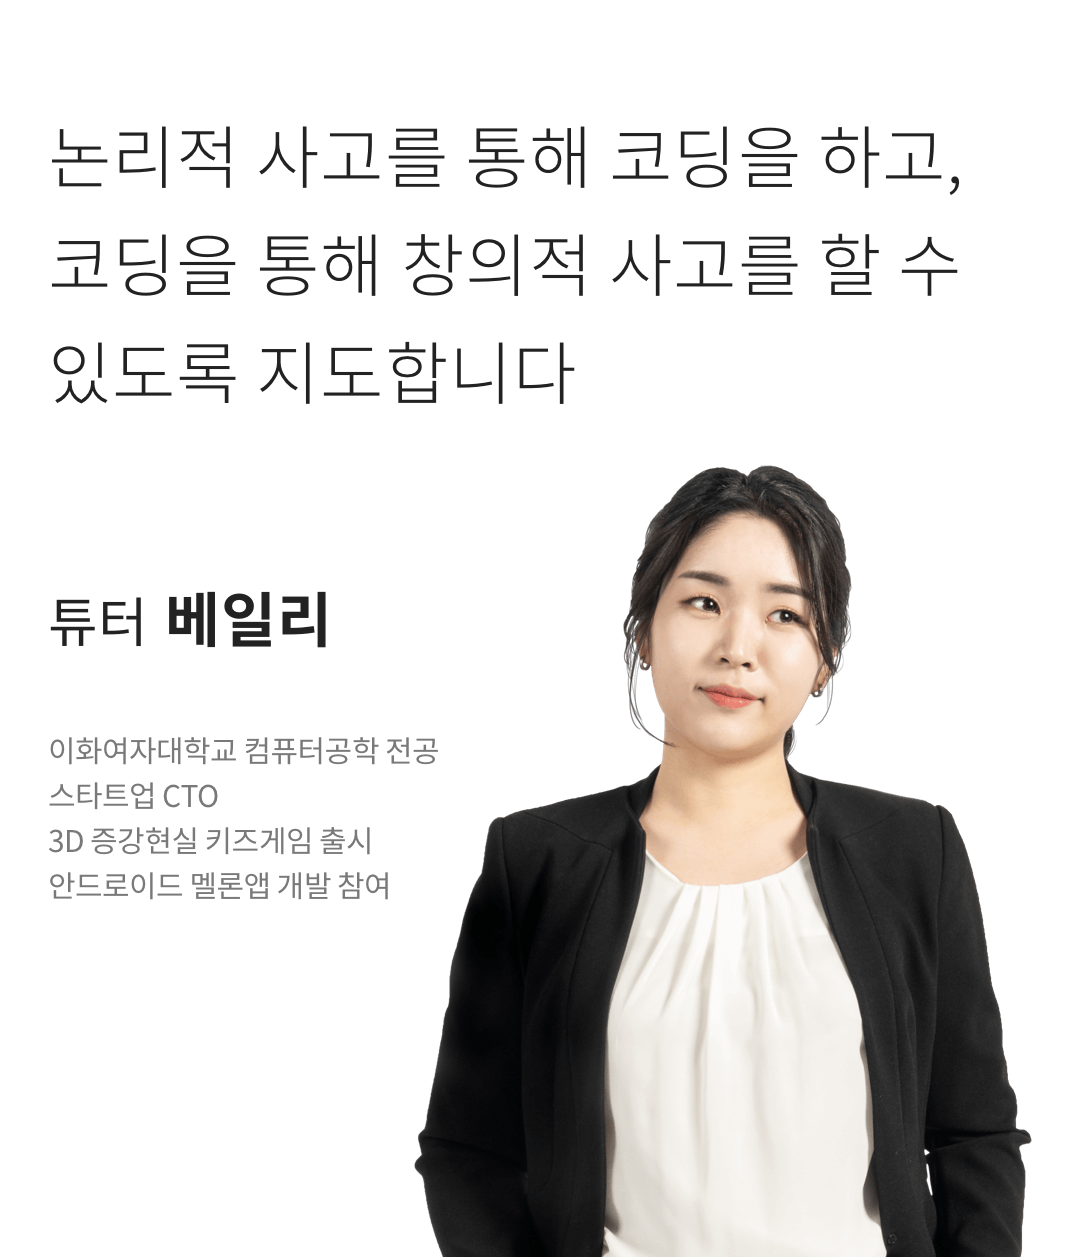 논리적 사고를 통해 코딩을 하고,
코딩을 통해 창의적 사고를 할 수
있도록 지도합니다
튜터 베일리
이화여자대학교 컴퓨터공학 전공
스타트업 CTO
3D 증강현실 키즈게임 출시
안드로이드 멜론앱 개발 참여